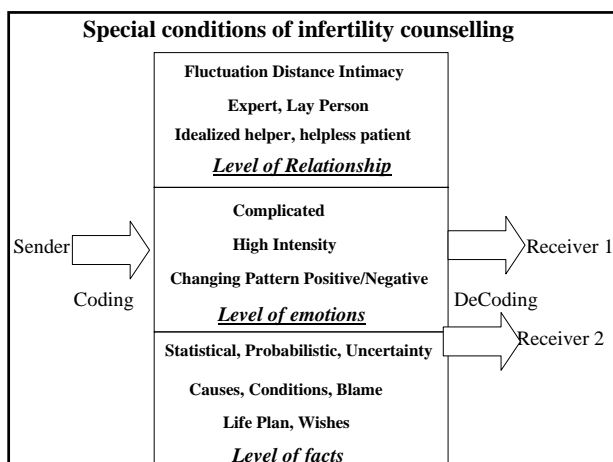 Special conditions of infertility counselling
Fluctuation Distance Intimacy
Expert, Lay Person
Idealized helper, helpless patient
Level of Relationship
Complicated
Sender
High Intensity
Receiver 1
Changing Pattern Positive/Negative
Coding
DeCoding
Level of emotions
Statistical, Probabilistic, Uncertainty
Receiver 2
Causes, Conditions, Blame
Life Plan, Wishes
Level of facts